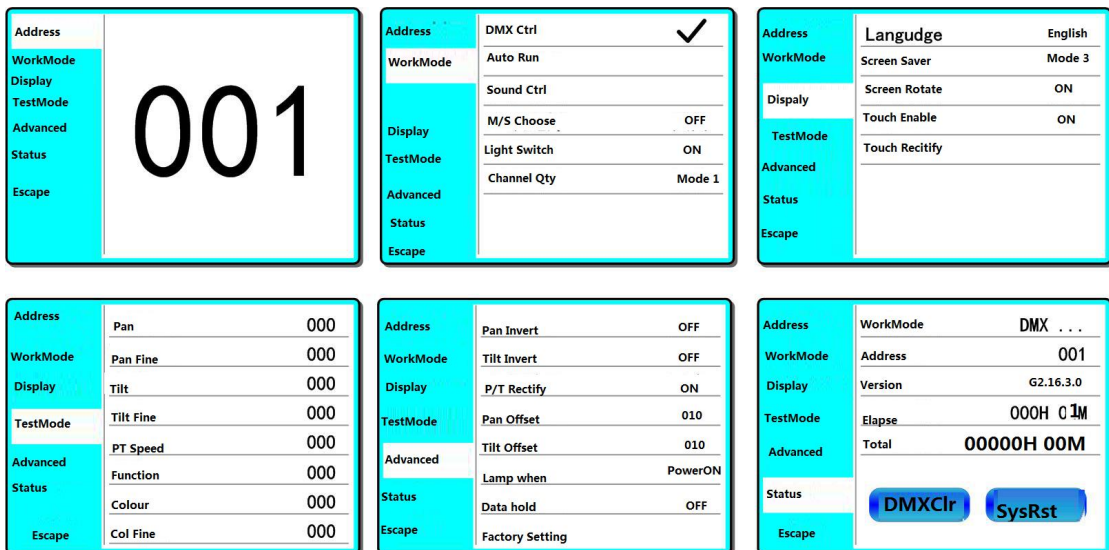 Address
WorkMode
Display
TestMode
Advanced
Status
Escape
001
Address
WorkMode
Display
TestMode
Advanced
Status
Escape
DMX Ctrl
Auto Run
Sound Ctrl
M/S Choose OFF
Light Switch ON
Channel Qty Mode 1
Address
WorkMode
Dispaly
TestMode
Advanced
Status
Escape
Langudge English
Screen Saver Mode 3
Screen Rotate ON
Touch Enable ON
Touch Recitify
Address
WorkMode
Display
TestMode
Advanced
Status
Escape
Pan 000
Pan Fine 000
Tilt 000
Tilt Fine 000
PT Speed 000
Function 000
Colour 000
Col Fine 000
Address
WorkMode
Display
TestMode
Advanced
Status
Escape
Pan Invert OFF
Tilt Invert OFF
P/T Rectify ON
Pan Offset 010
Tilt Offset 010
Lamp when PowerON
Data hold OFF
Factory Setting
Address
WorkMode
Display
TestMode
Advanced
Status
Escape
WorkMode DMX ...
Address 001
Version G2.16.3.0
Elapse 000H 01M
Total 00000H 00M
DMXClr SysRst